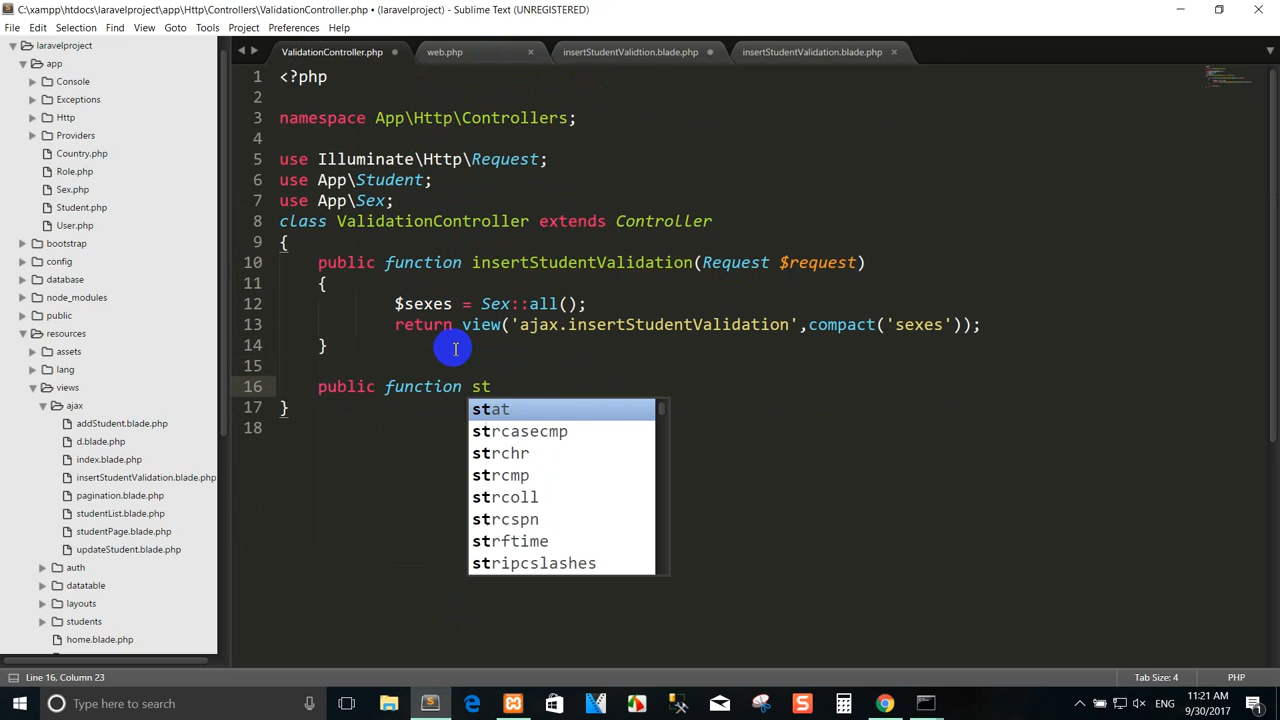 C:\xampp\htdocs\laravelproject\app\Http\Controllers\ValidationController.php • (laravelproject) - Sublime Text (UNREGISTERED)
File Edit Selection Find View Goto Tools Project Preferences Help
laravelproject
app
Console
Exceptions
Http
Providers
Country.php
Role.php
Sex.php
Student.php
User.php
bootstrap
config
database
node_modules
public
resources
assets
lang
views
ajax
addStudent.blade.php
d.blade.php
index.blade.php
insertStudentValidation.blade.php
pagination.blade.php
studentList.blade.php
studentPage.blade.php
updateStudent.blade.php
auth
datatable
layouts
students
home.blade.php
ValidationController.php web.php insertStudentValidtion.blade.php insertStudentValidation.blade.php
1 <?php
2
3 namespace App\Http\Controllers;
4
5 use Illuminate\Http\Request;
6 use App\Student;
7 use App\Sex;
8 class ValidationController extends Controller
9 {
10 public function insertStudentValidation(Request $request)
11 {
12 $sexes = Sex::all();
13 return view('ajax.insertStudentValidation',compact('sexes'));
14 }
15
16 public function st
17 }
18
stat
strcasecmp
strchr
strcmp
strcoll
strcspn
strftime
stripcslashes
Line 16, Column 23 Tab Size: 4 PHP
Type here to search
ENG
11:21 AM
9/30/2017